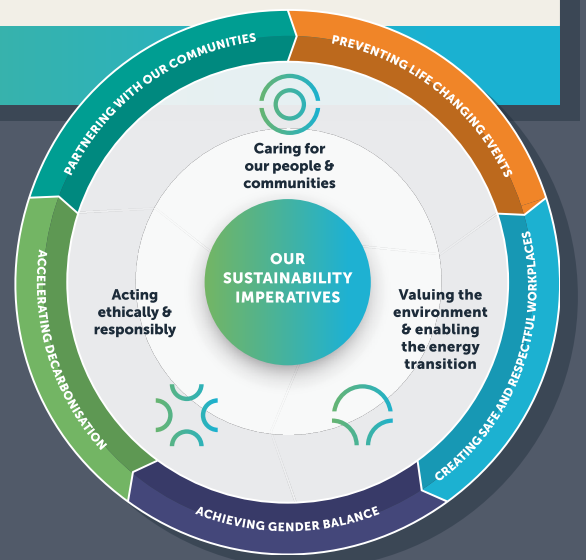 PARTNERING WITH OUR COMMUNITIES
PREVENTING LIFE CHANGING EVENTS
CREATING SAFE AND RESPECTFUL WORKPLACES
ACHIEVING GENDER BALANCE
ACCELERATING DECARBONISATION
Caring for
our people &
communities
OUR
SUSTAINABILITY
IMPERATIVES
Acting
ethically &
responsibly
Valuing the
environment
& enabling
the energy
transition